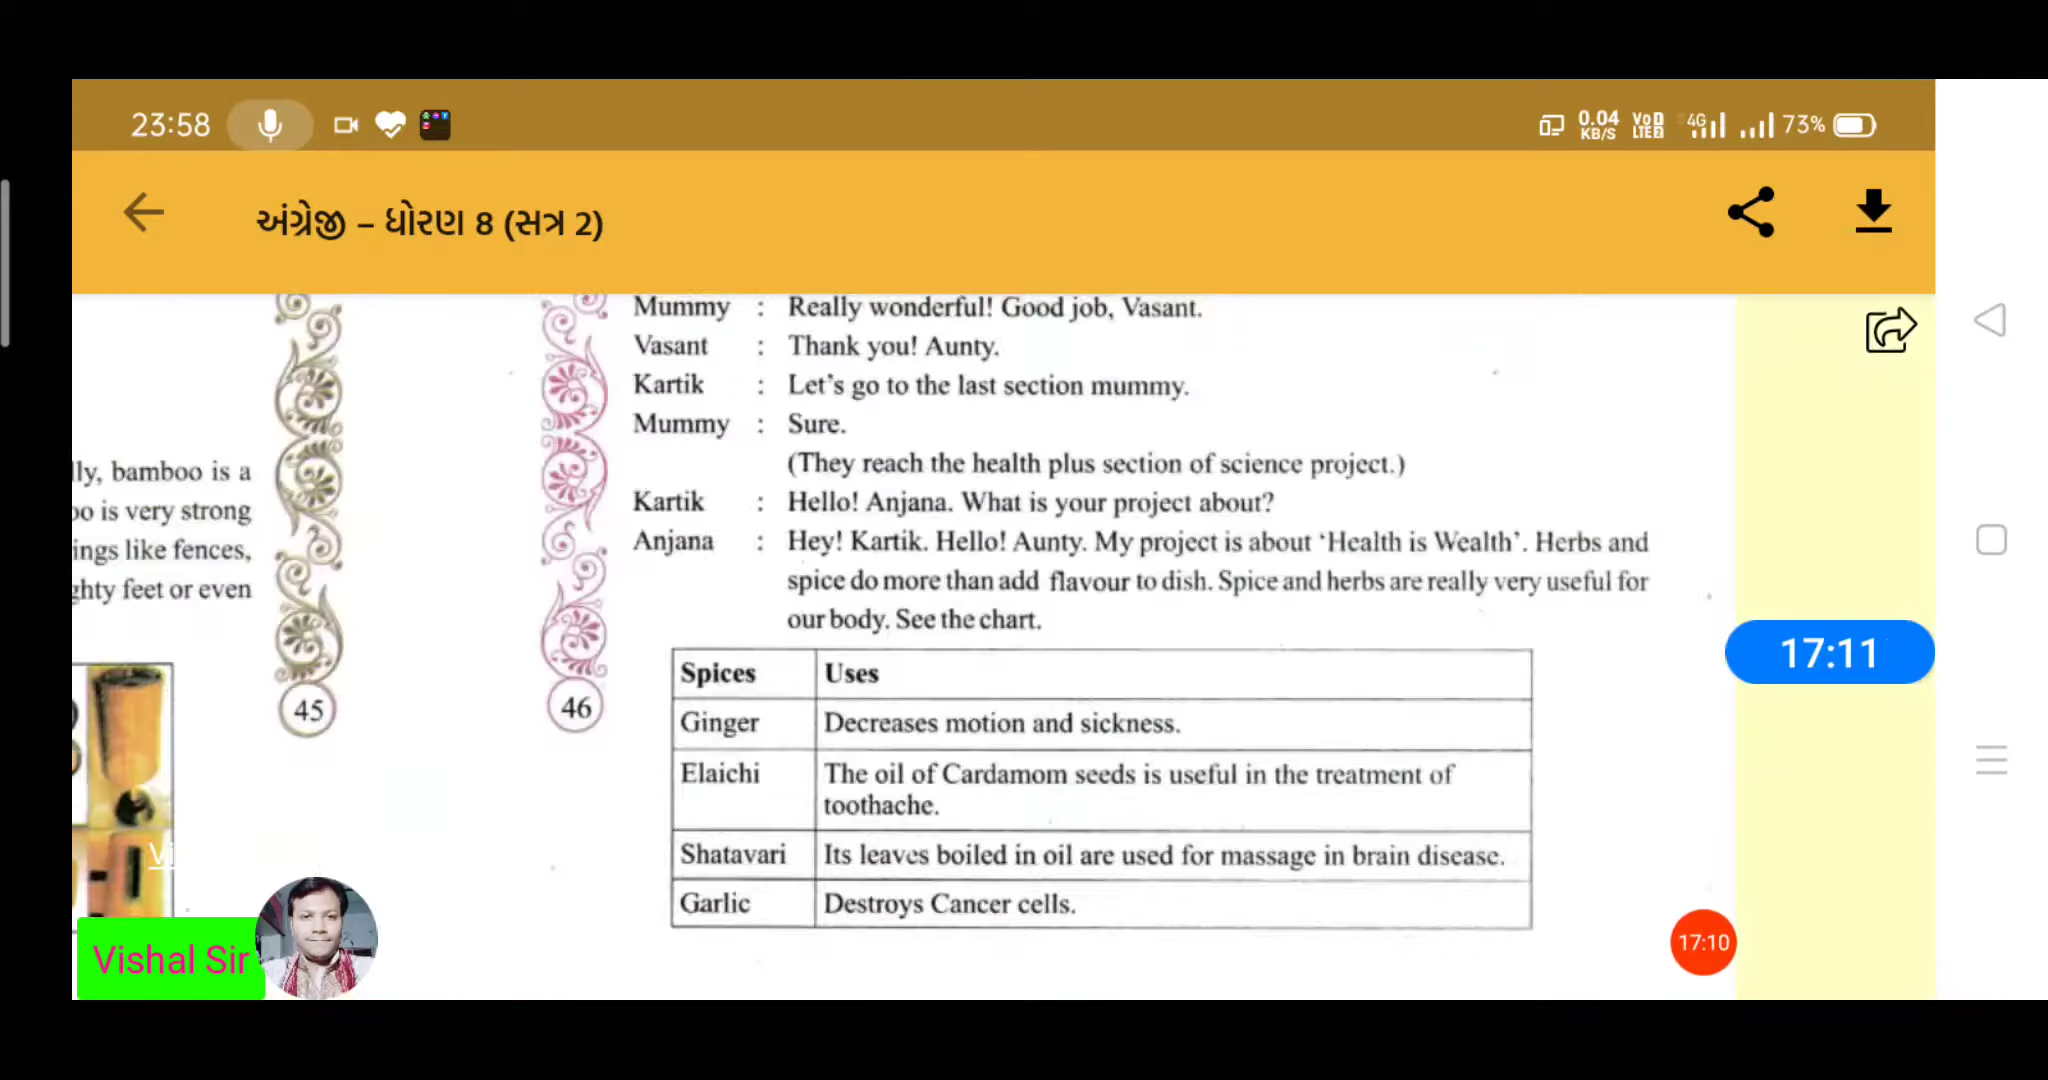 23:58
0.04 KB/S
VoD LTE2
4G
73%
અંગ્રેજી – ધોરણ 8 (સત્ર 2)
bamboo is a
is very strong
like fences,
feet or even
45
46
Mummy : Really wonderful! Good job, Vasant.
Vasant : Thank you! Aunty.
Kartik : Let's go to the last section mummy.
Mummy : Sure.
(They reach the health plus section of science project.)
Kartik : Hello! Anjana. What is your project about?
Anjana : Hey! Kartik. Hello! Aunty. My project is about ‘Health is Wealth’. Herbs and
spice do more than add flavour to dish. Spice and herbs are really very useful for
our body. See the chart.
Spices Uses
Ginger Decreases motion and sickness.
Elaichi The oil of Cardamom seeds is useful in the treatment of
toothache.
Shatavari Its leaves boiled in oil are used for massage in brain disease.
Garlic Destroys Cancer cells.
17:11
17:10
Vishal Sir